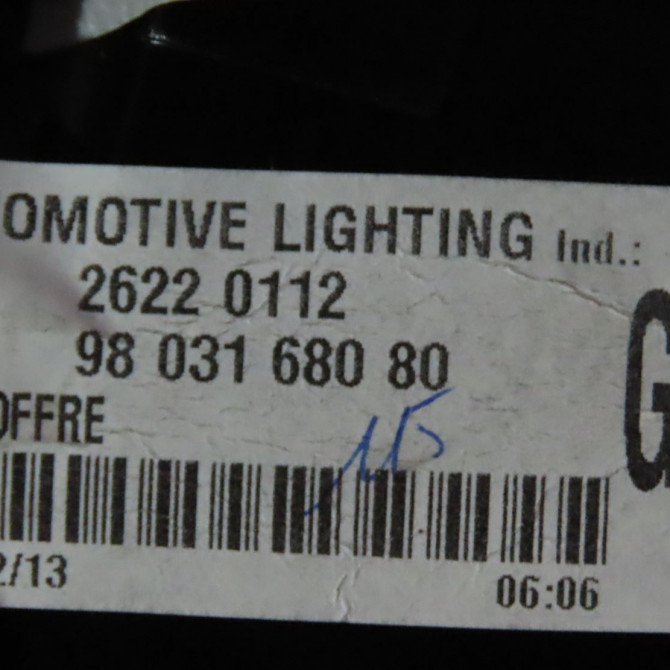 OMOTIVE LIGHTING Ind.:
2622 0112
98 031 680 80
G
OFFRE
2/13
06:06